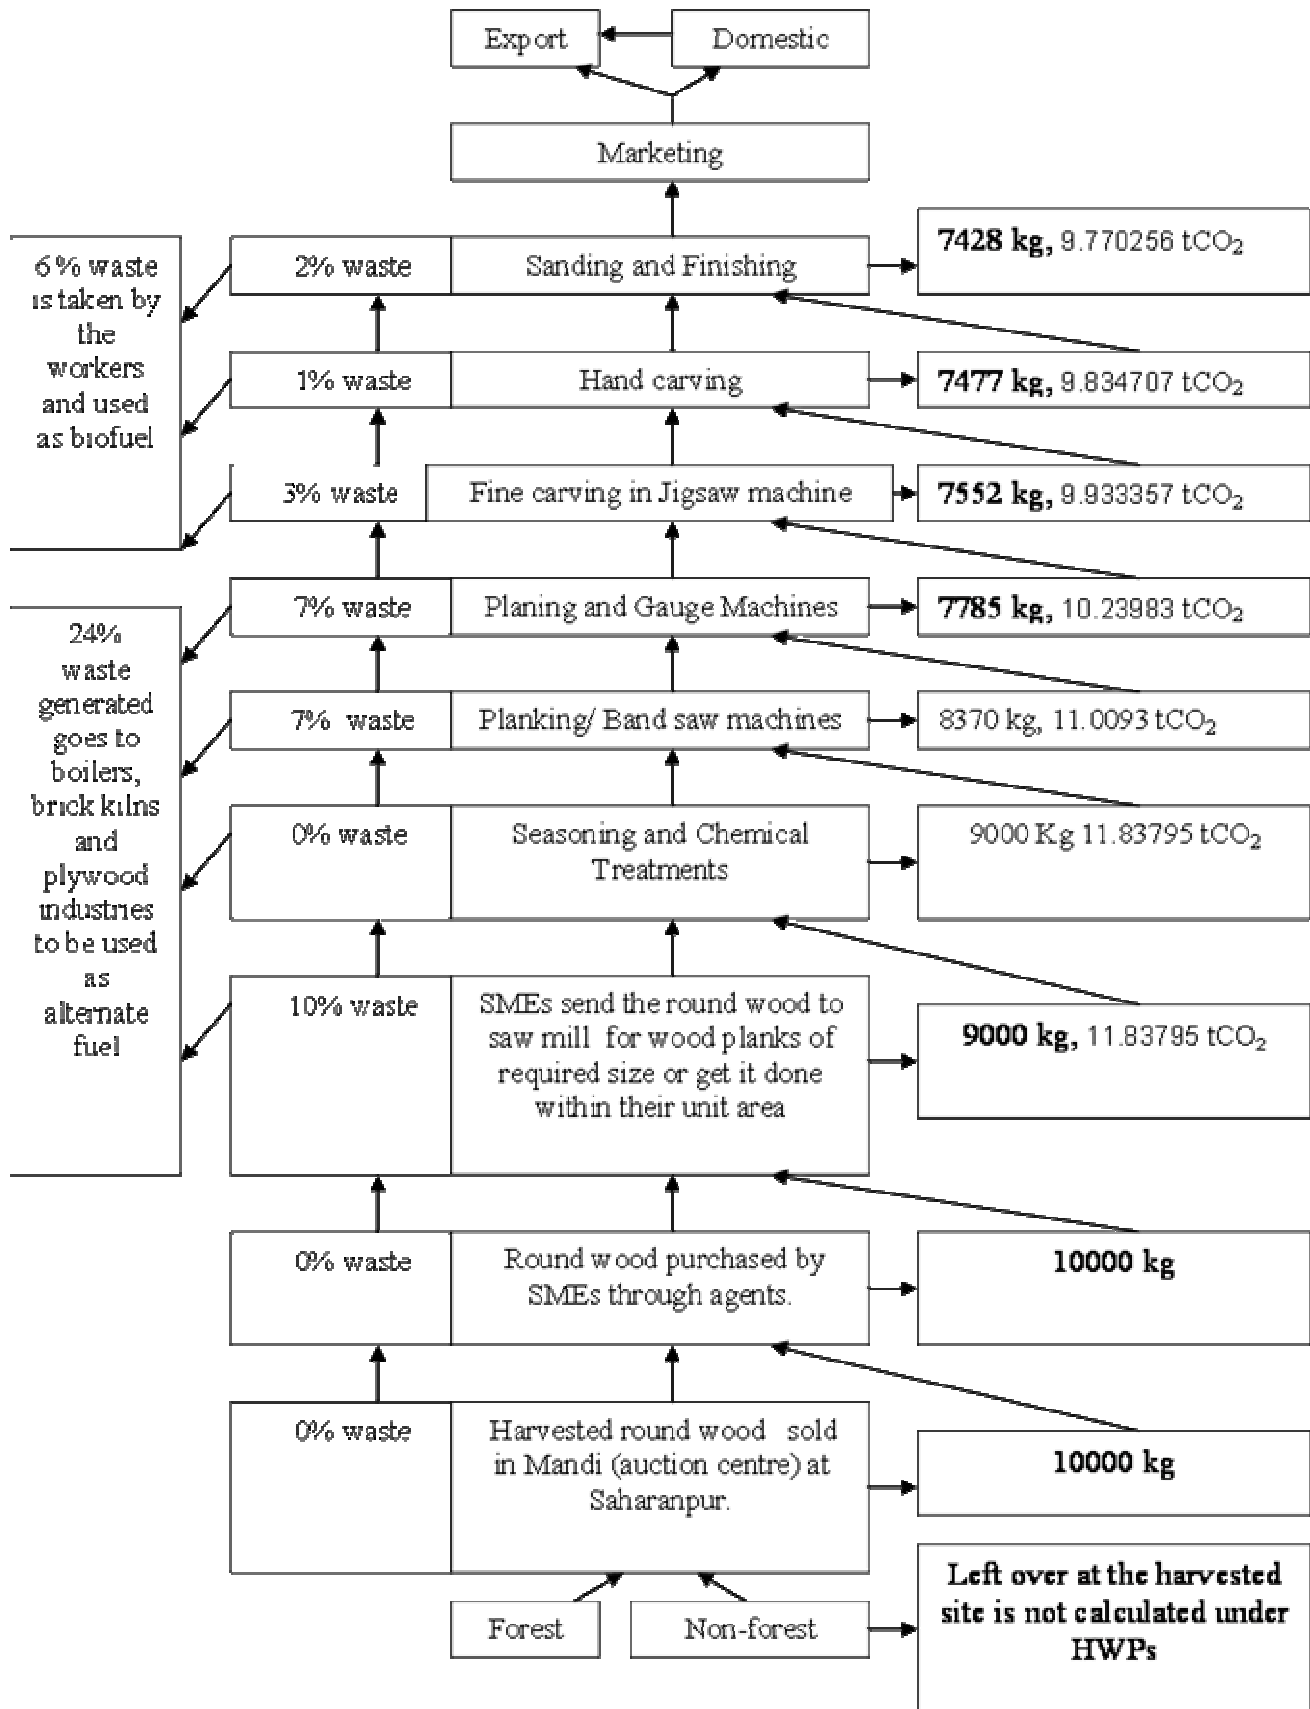 Export
Domestic
Marketing
6% waste
is taken by
the
workers
and used
as biofuel
2% waste
Sanding and Finishing
7428 kg, 9.770256 tCO₂
1% waste
Hand carving
7477 kg, 9.834707 tCO₂
3% waste
Fine carving in Jigsaw machine
7552 kg, 9.933357 tCO₂
24%
waste
generated
goes to
boilers,
brick kilns
and
plywood
industries
to be used
as
alternate
fuel
7% waste
Planing and Gauge Machines
7785 kg, 10.23983 tCO₂
7% waste
Planking/ Band saw machines
8370 kg, 11.0093 tCO₂
0% waste
Seasoning and Chemical
Treatments
9000 Kg 11.83795 tCO₂
10% waste
SMEs send the round wood to
saw mill for wood planks of
required size or get it done
within their unit area
9000 kg, 11.83795 tCO₂
0% waste
Round wood purchased by
SMEs through agents.
10000 kg
0% waste
Harvested round wood sold
in Mandi (auction centre) at
Saharanpur.
10000 kg
Forest
Non-forest
Left over at the harvested
site is not calculated under
HWPs